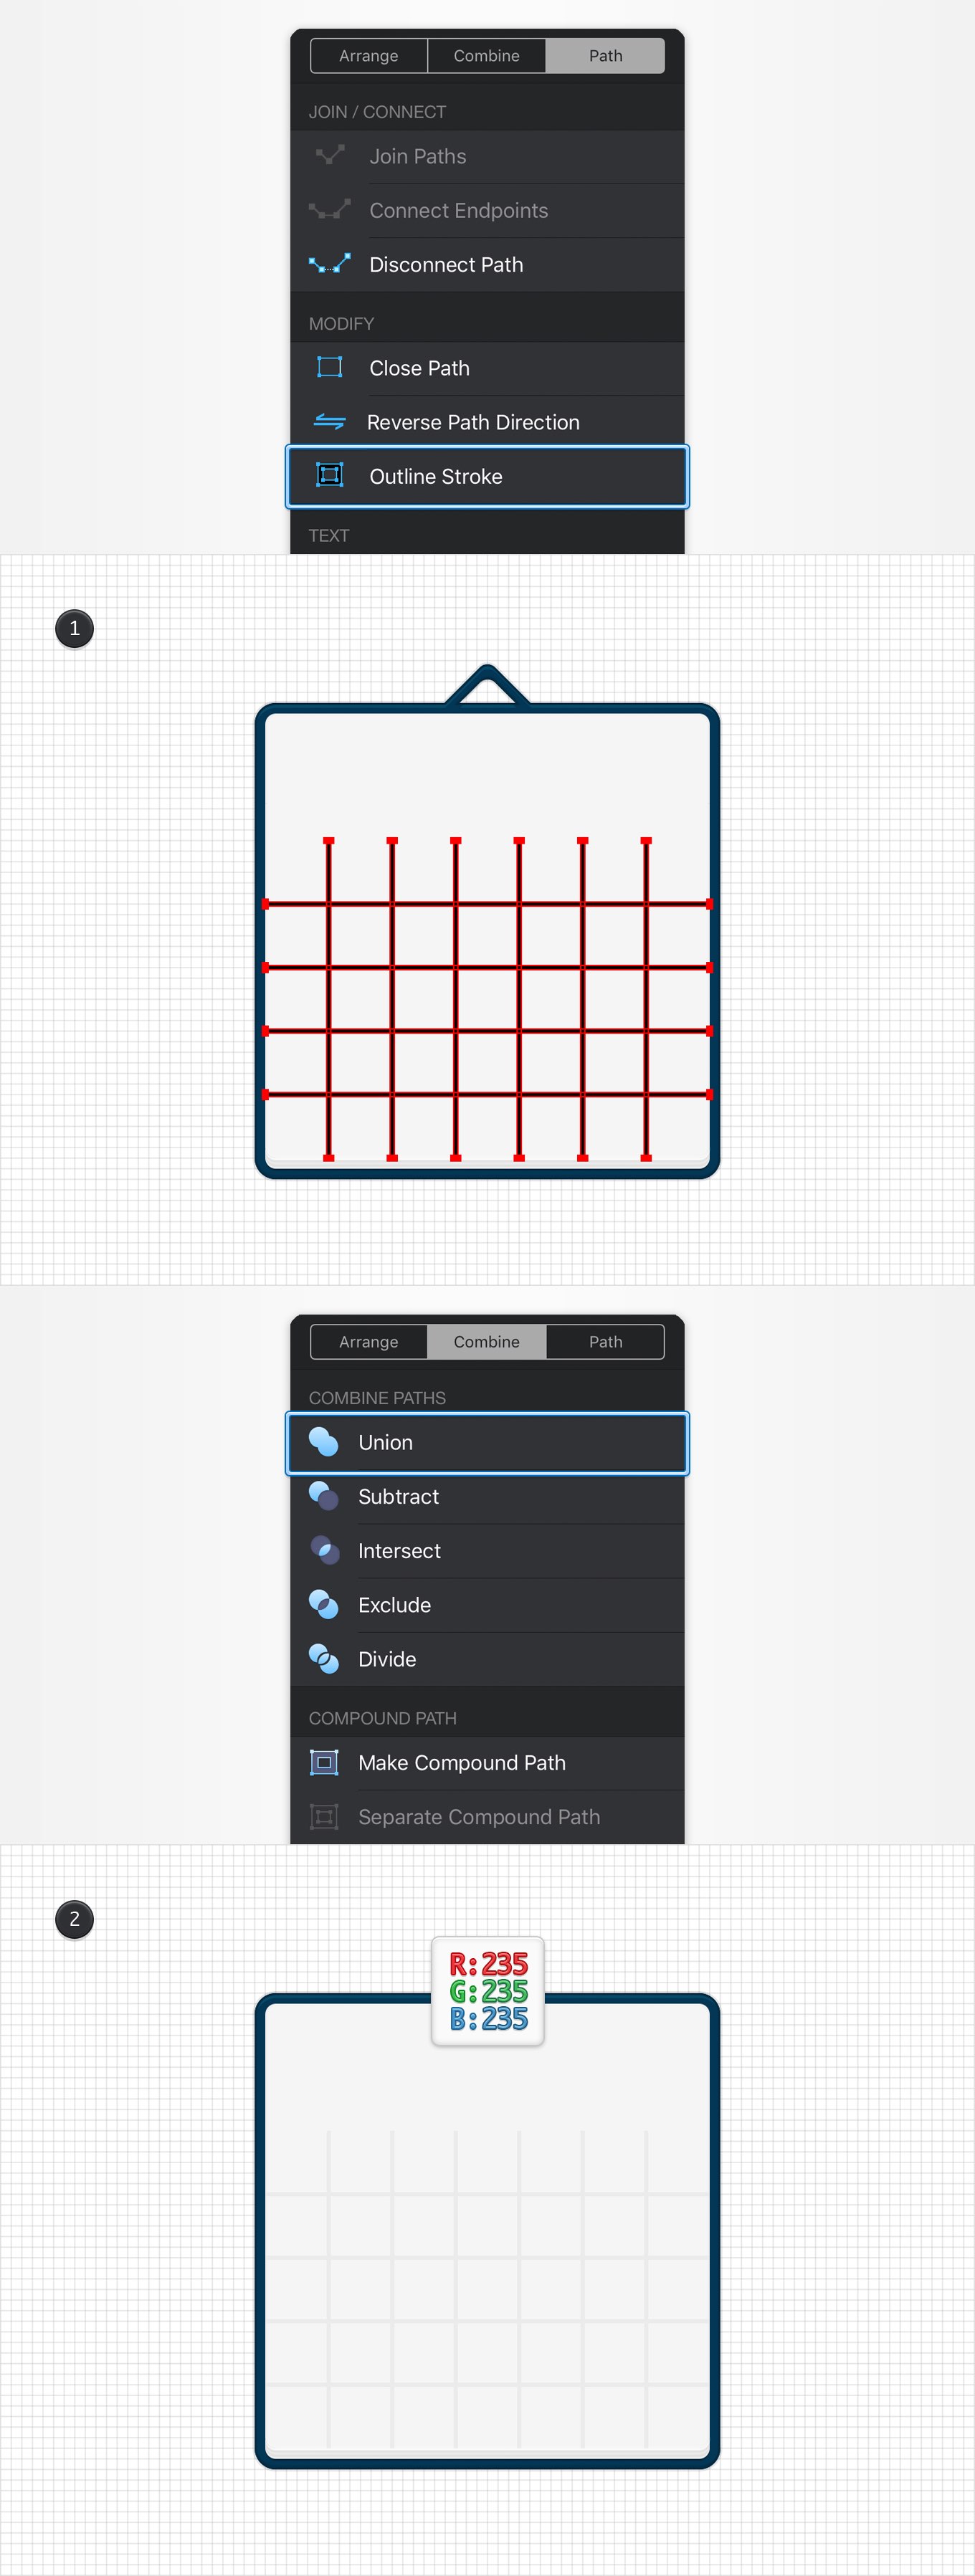 Arrange Combine Path
JOIN / CONNECT
Join Paths
Connect Endpoints
Disconnect Path
MODIFY
Close Path
Reverse Path Direction
Outline Stroke
TEXT
1
Arrange Combine Path
COMBINE PATHS
Union
Subtract
Intersect
Exclude
Divide
COMPOUND PATH
Make Compound Path
Separate Compound Path
2
R:235
G:235
B:235